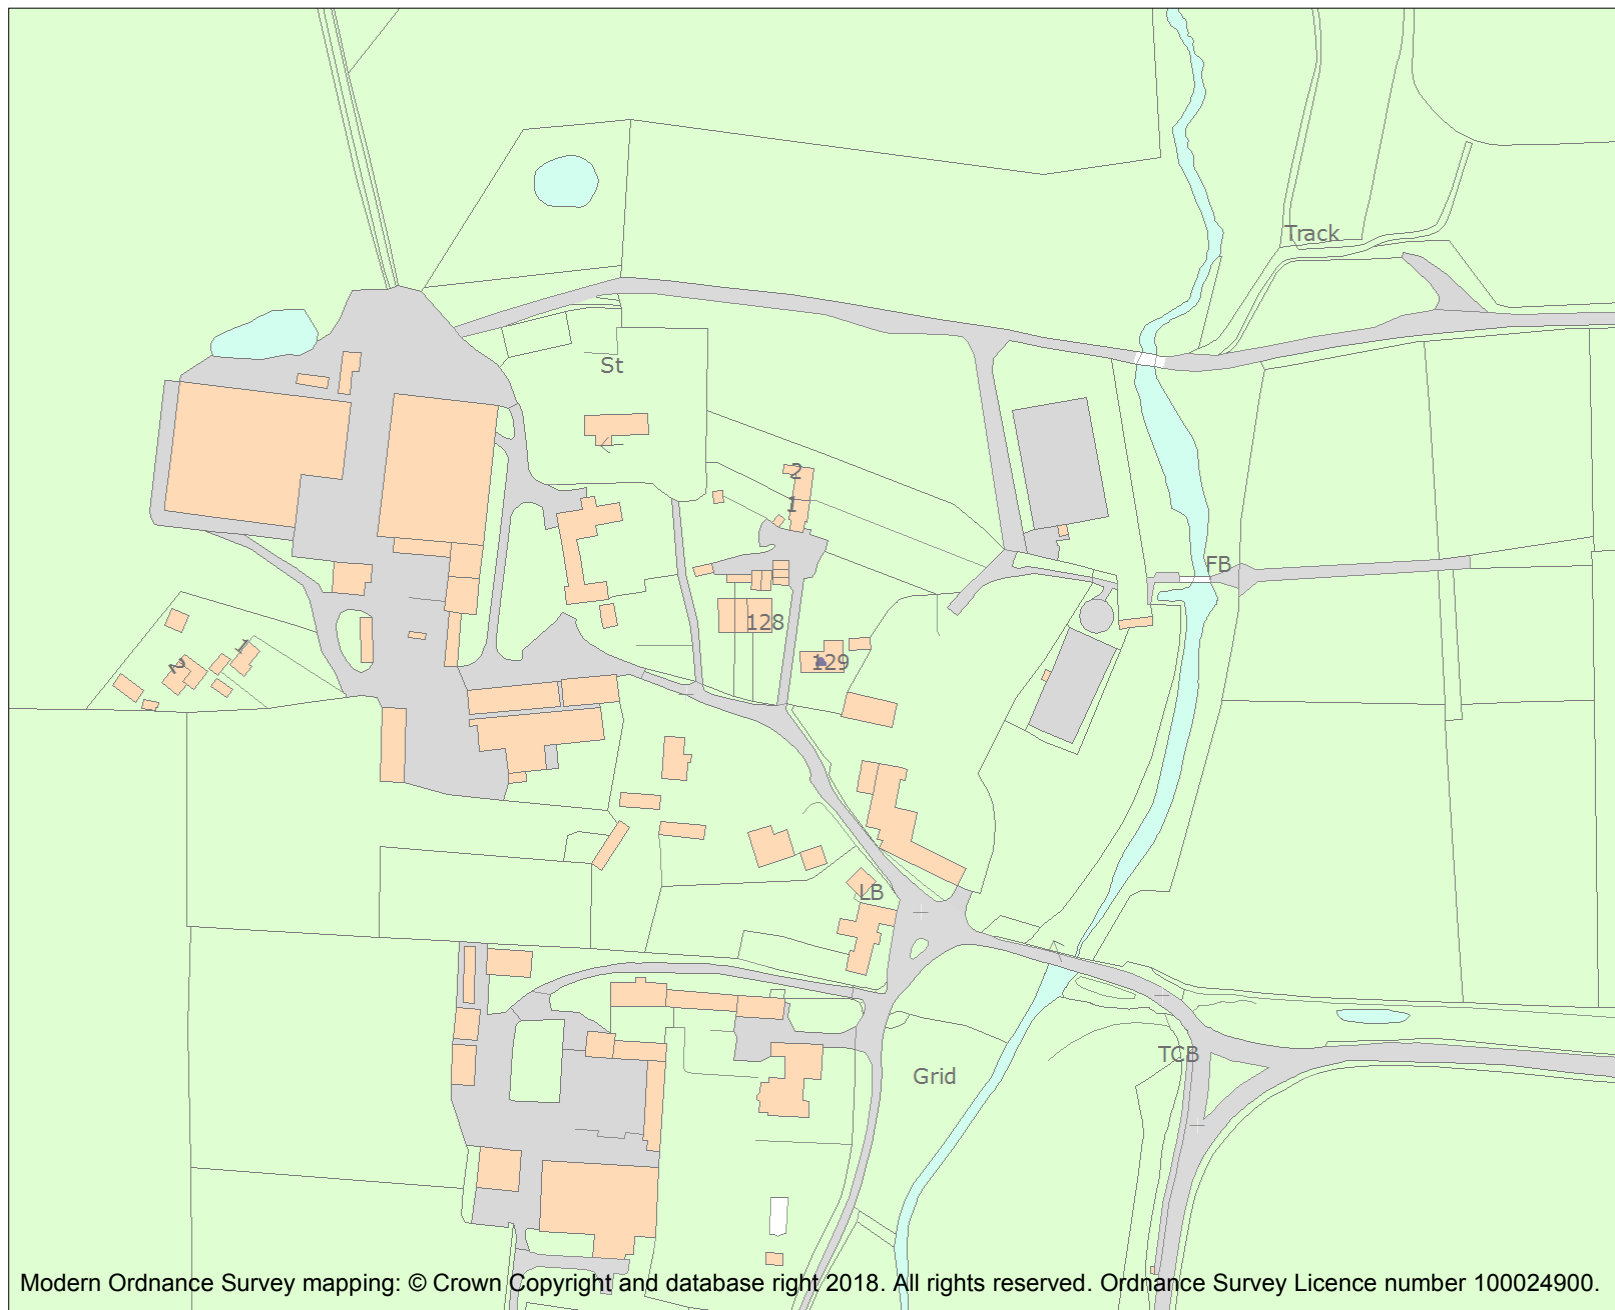 Track
St
2
1
FB
128
129
1
2
LB
TCB
Grid
Modern Ordnance Survey mapping: © Crown Copyright and database right 2018. All rights reserved. Ordnance Survey Licence number 100024900.